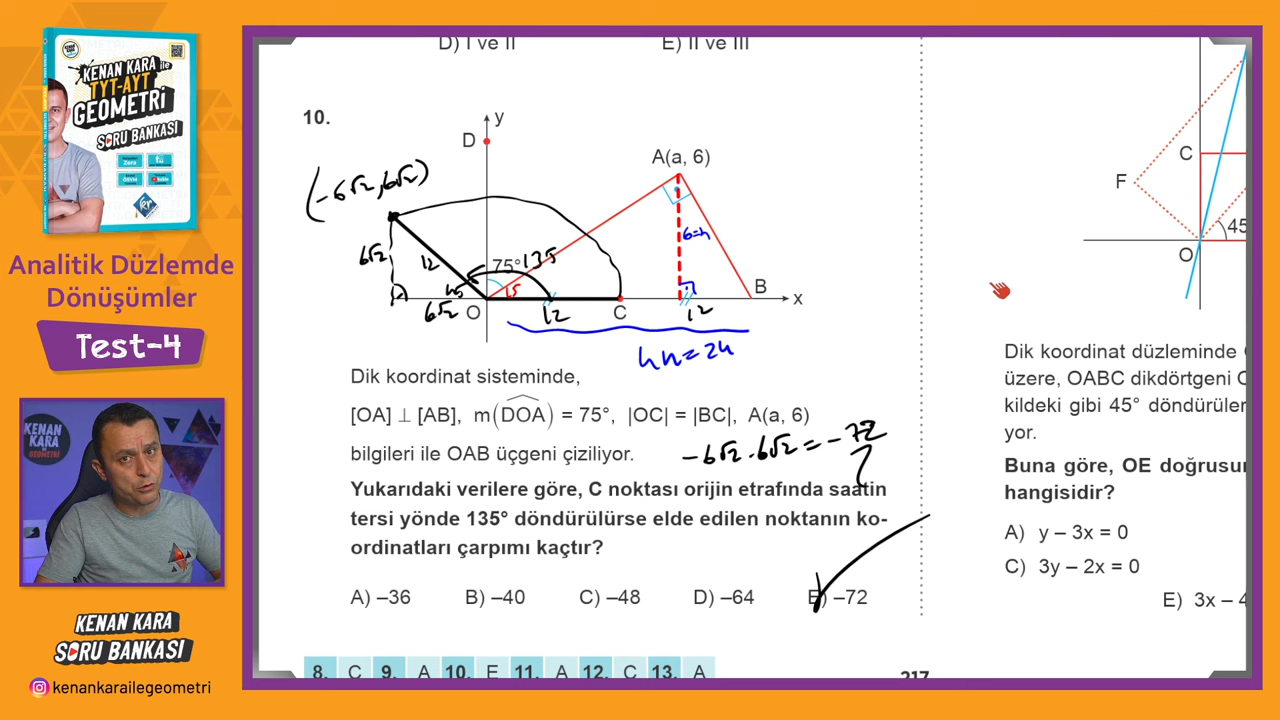 KENAN KARA
KENAN KARA ile
TYT-AYT
GEOMETRİ
SORU BANKASI
Analitik Düzlemde
Dönüşümler
Test-4
KENAN KARA
SORU BANKASI
kenankarailegeometri
D) I ve II
E) II ve III
10.
y
D
A(a, 6)
(-6√2, 6√2)
6√2
12
75°
135
6=h
45
15
6√2
O
12
C
12
B
x
4h=24
Dik koordinat sisteminde,
[OA] ⊥ [AB], m(DOA) = 75°, |OC| = |BC|, A(a, 6)
bilgileri ile OAB üçgeni çiziliyor.
-6√2 . 6√2 = -72
Yukarıdaki verilere göre, C noktası orijin etrafında saatin
tersi yönde 135° döndürülürse elde edilen noktanın ko-
ordinatları çarpımı kaçtır?
A) –36 B) –40 C) –48 D) –64 E) –72
8. C 9. A 10. E 11. A 12. C 13. A
217
C
F
45
O
Dik koordinat düzleminde
üzere, OABC dikdörtgeni
kildeki gibi 45° döndürüler
yor.
Buna göre, OE doğrusu
hangisidir?
A) y – 3x = 0
C) 3y – 2x = 0
E) 3x – 4